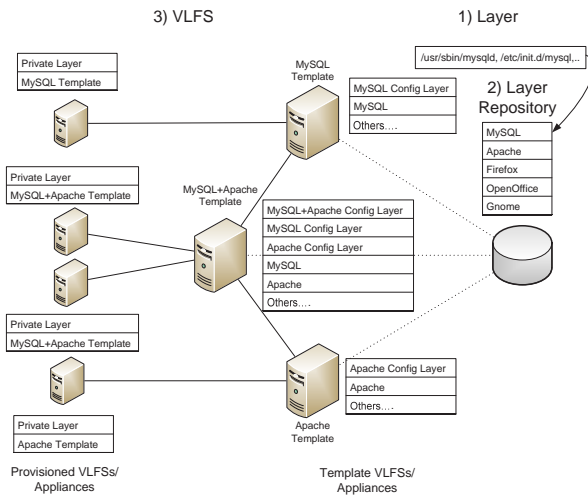 3) VLFS
1) Layer
/usr/sbin/mysqld, /etc/init.d/mysql,..
2) Layer
Repository
MySQL
Apache
Firefox
OpenOffice
Gnome
Private Layer
MySQL Template
MySQL
Template
MySQL Config Layer
MySQL
Others….
Private Layer
MySQL+Apache Template
MySQL+Apache
Template
MySQL+Apache Config Layer
MySQL Config Layer
Apache Config Layer
MySQL
Apache
Others….
Private Layer
MySQL+Apache Template
Apache Config Layer
Apache
Others….
Apache
Template
Private Layer
Apache Template
Provisioned VLFSs/
Appliances
Template VLFSs/
Appliances